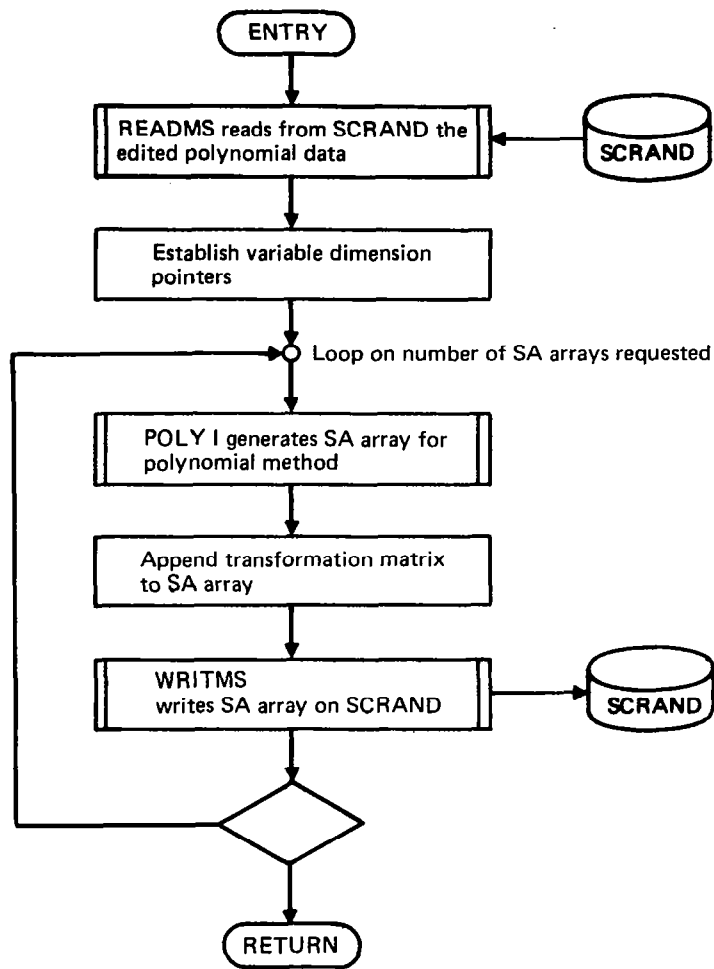 ENTRY
READMS reads from SCRAND the
edited polynomial data
SCRAND
Establish variable dimension
pointers
Loop on number of SA arrays requested
POLY I generates SA array for
polynomial method
Append transformation matrix
to SA array
WRITMS
writes SA array on SCRAND
SCRAND
RETURN